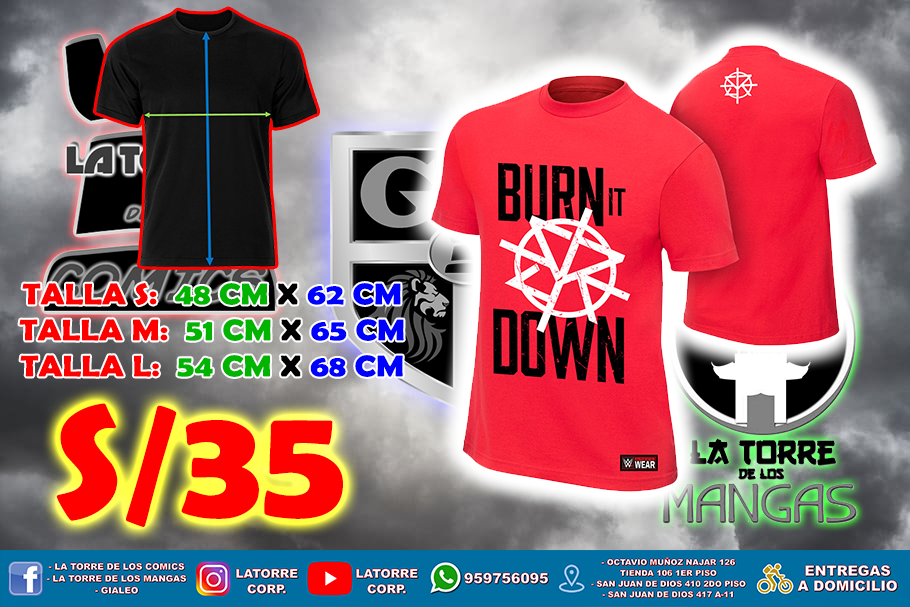 LA TORRE
COMICS
TALLA S: 48 CM X 62 CM
TALLA M: 51 CM X 65 CM
TALLA L: 54 CM X 68 CM
S/35
G
BURN IT
DOWN
W
WEAR
LA TORRE
DE LOS
MANGAS
- LA TORRE DE LOS COMICS
- LA TORRE DE LOS MANGAS
- GIALEO
LATORRE
CORP.
LATORRE
CORP.
959756095
- OCTAVIO MUÑOZ NAJAR 126
TIENDA 106 1ER PISO
- SAN JUAN DE DIOS 410 2DO PISO
- SAN JUAN DE DIOS 417 A-11
ENTREGAS
A DOMICILIO